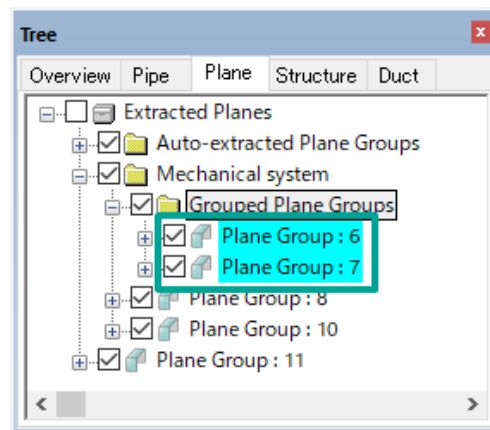 Tree
Overview Pipe Plane Structure Duct
Extracted Planes
Auto-extracted Plane Groups
Mechanical system
Grouped Plane Groups
Plane Group : 6
Plane Group : 7
Plane Group : 8
Plane Group : 10
Plane Group : 11